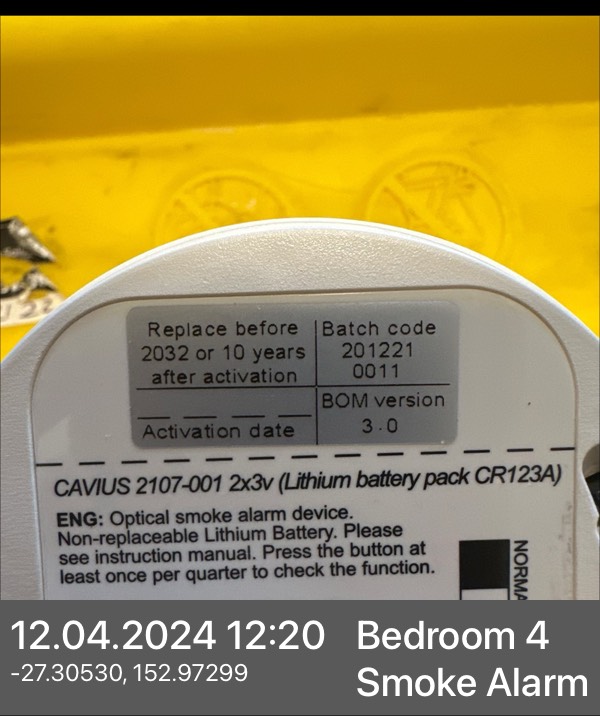 Replace before
2032 or 10 years
after activation
Batch code
201221
0011
Activation date
BOM version
3.0
CAVIUS 2107-001 2x3v (Lithium battery pack CR123A)
ENG: Optical smoke alarm device.
Non-replaceable Lithium Battery. Please
see instruction manual. Press the button at
least once per quarter to check the function.
12.04.2024 12:20
-27.30530, 152.97299
Bedroom 4
Smoke Alarm